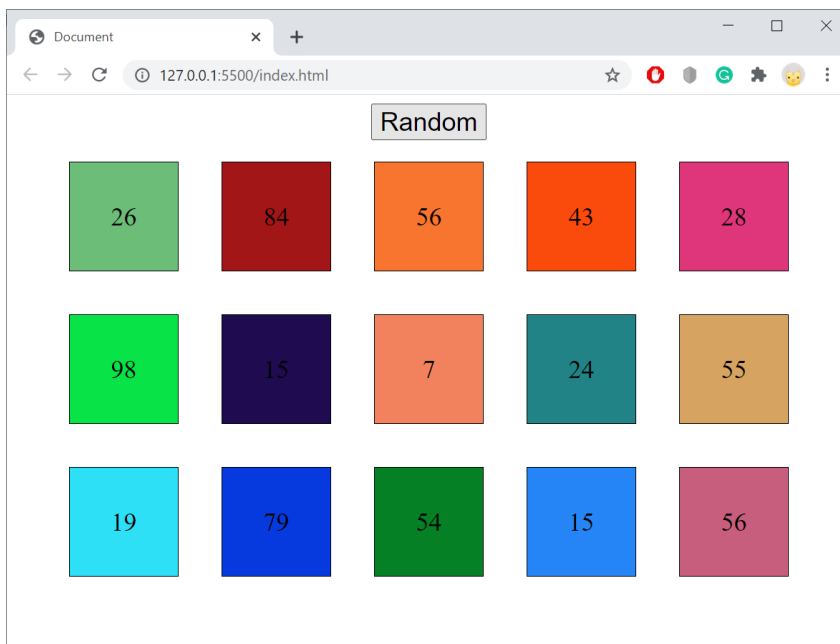 Document
127.0.0.1:5500/index.html
Random
26 84 56 43 28
98 15 7 24 55
19 79 54 15 56